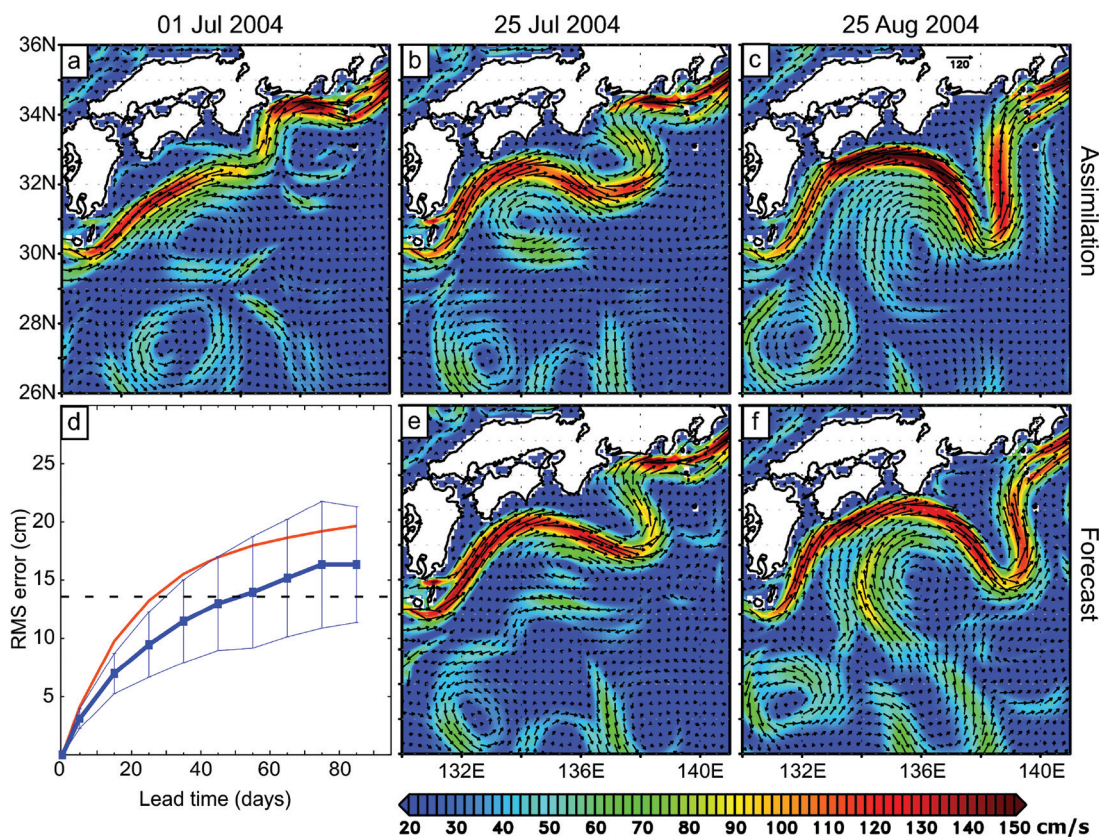 01 Jul 2004 25 Jul 2004 25 Aug 2004
36N a b c 120
34N
32N
30N
28N
26N
Assimilation
d e f
25
20
15
10
5
RMS error (cm)
0 20 40 60 80
Lead time (days)
132E 136E 140E 132E 136E 140E
Forecast
20 30 40 50 60 70 80 90 100 110 120 130 140 150 cm/s